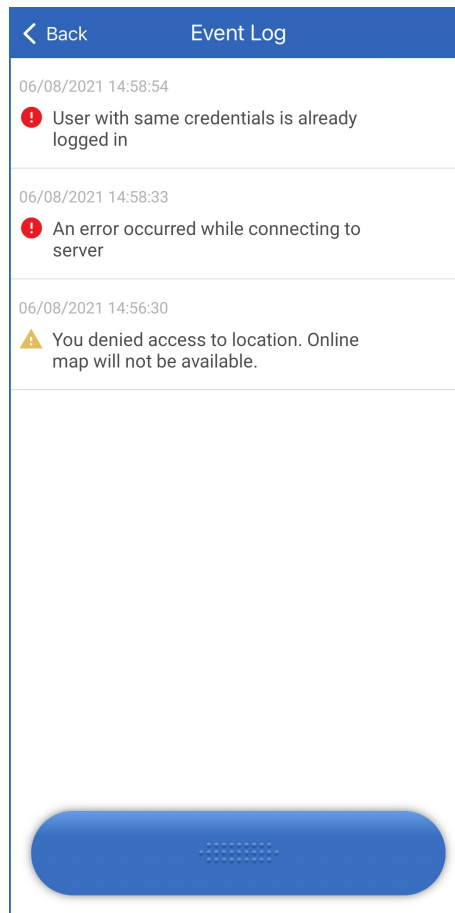 Back
Event Log
06/08/2021 14:58:54
User with same credentials is already
logged in
06/08/2021 14:58:33
An error occurred while connecting to
server
06/08/2021 14:56:30
You denied access to location. Online
map will not be available.